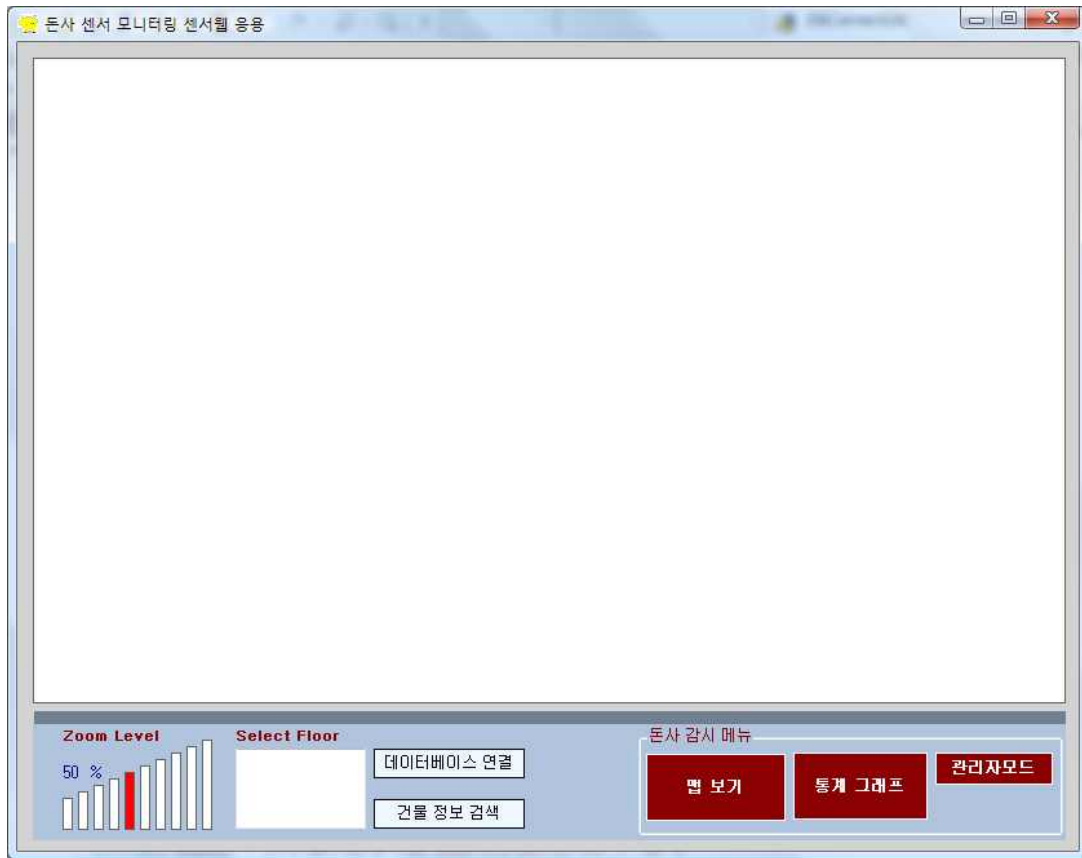 돈사 센서 모니터링 센서웹 응용
Zoom Level
50 %
Select Floor
데이터베이스 연결
건물 정보 검색
돈사 감시 메뉴
맵 보기
통계 그래프
관리자모드